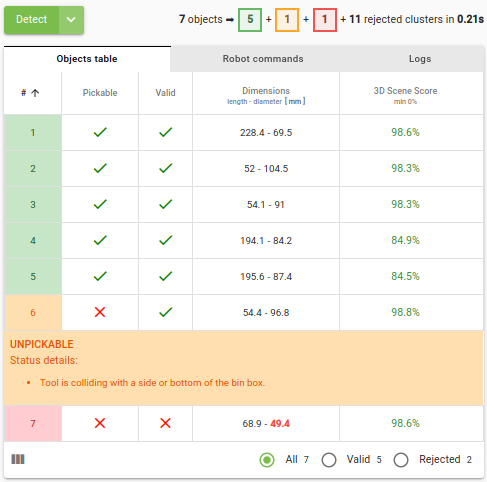 Detect 7 objects ➡ 5 + 1 + 1 + 11 rejected clusters in 0.21s
Objects table Robot commands Logs
# Pickable Valid Dimensions 3D Scene Score
length - diameter [ mm ] min 0%
1 228.4 - 69.5 98.6%
2 52 - 104.5 98.3%
3 54.1 - 91 98.3%
4 194.1 - 84.2 84.9%
5 195.6 - 87.4 84.5%
6 54.4 - 96.8 98.8%
UNPICKABLE
Status details:
• Tool is colliding with a side or bottom of the bin box.
7 68.9 - 49.4 98.6%
All 7 Valid 5 Rejected 2